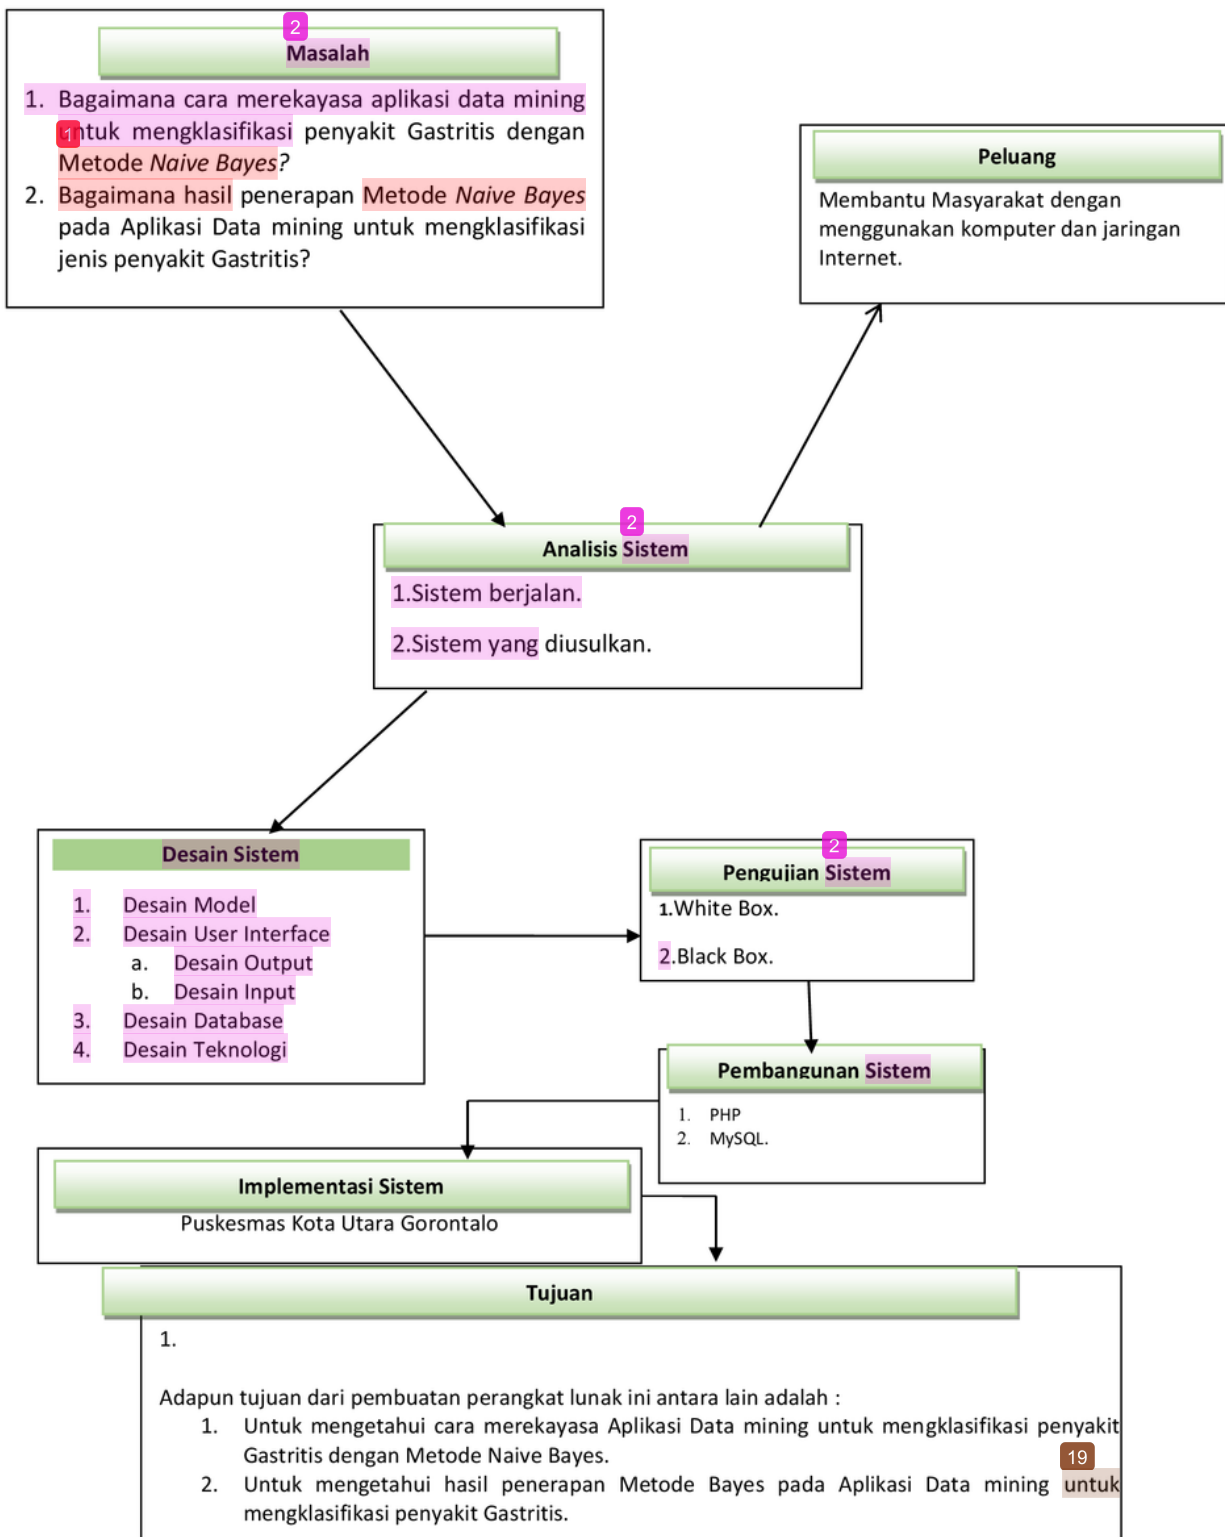 2
Masalah
1. Bagaimana cara merekayasa aplikasi data mining
1
untuk mengklasifikasi penyakit Gastritis dengan
Metode Naive Bayes?
2. Bagaimana hasil penerapan Metode Naive Bayes
pada Aplikasi Data mining untuk mengklasifikasi
jenis penyakit Gastritis?
Peluang
Membantu Masyarakat dengan
menggunakan komputer dan jaringan
Internet.
2
Analisis Sistem
1.Sistem berjalan.
2.Sistem yang diusulkan.
Desain Sistem
1. Desain Model
2. Desain User Interface
a. Desain Output
b. Desain Input
3. Desain Database
4. Desain Teknologi
2
Pengujian Sistem
1.White Box.
2.Black Box.
Pembangunan Sistem
1. PHP
2. MySQL.
Implementasi Sistem
Puskesmas Kota Utara Gorontalo
Tujuan
1.
Adapun tujuan dari pembuatan perangkat lunak ini antara lain adalah :
1. Untuk mengetahui cara merekayasa Aplikasi Data mining untuk mengklasifikasi penyakit
Gastritis dengan Metode Naive Bayes.
19
2. Untuk mengetahui hasil penerapan Metode Bayes pada Aplikasi Data mining untuk
mengklasifikasi penyakit Gastritis.